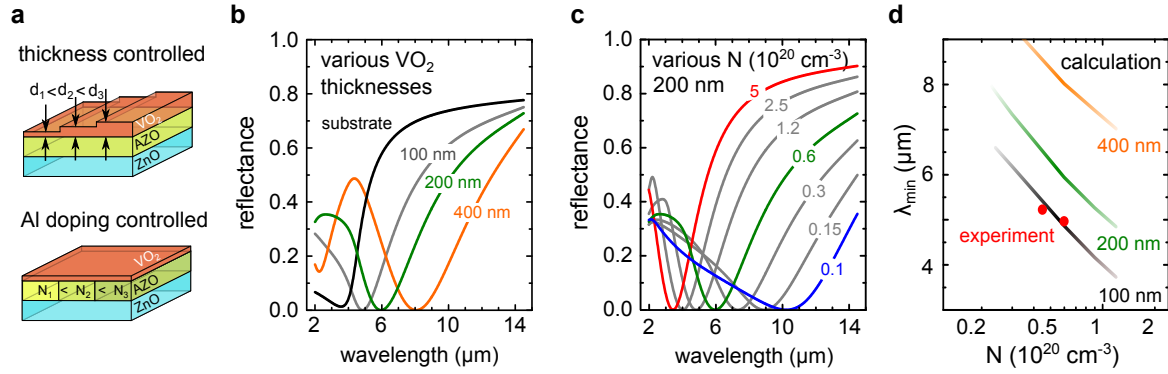 a
thickness controlled
d₁<d₂<d₃
VO₂
AZO
ZnO
Al doping controlled
VO₂
N₁ < N₂ < N₃
AZO
ZnO
b
1.0
0.8
0.6
0.4
0.2
0.0
reflectance
various VO₂
thicknesses
substrate
100 nm
200 nm
400 nm
2
6
10
14
wavelength (μm)
c
1.0
0.8
0.6
0.4
0.2
0.0
reflectance
various N (10²⁰ cm⁻³)
200 nm
5
2.5
1.2
0.6
0.3
0.15
0.1
2
6
10
14
wavelength (μm)
d
8
6
4
λmin (μm)
calculation
400 nm
experiment
200 nm
100 nm
0.2
0.5
1
2
N (10²⁰ cm⁻³)